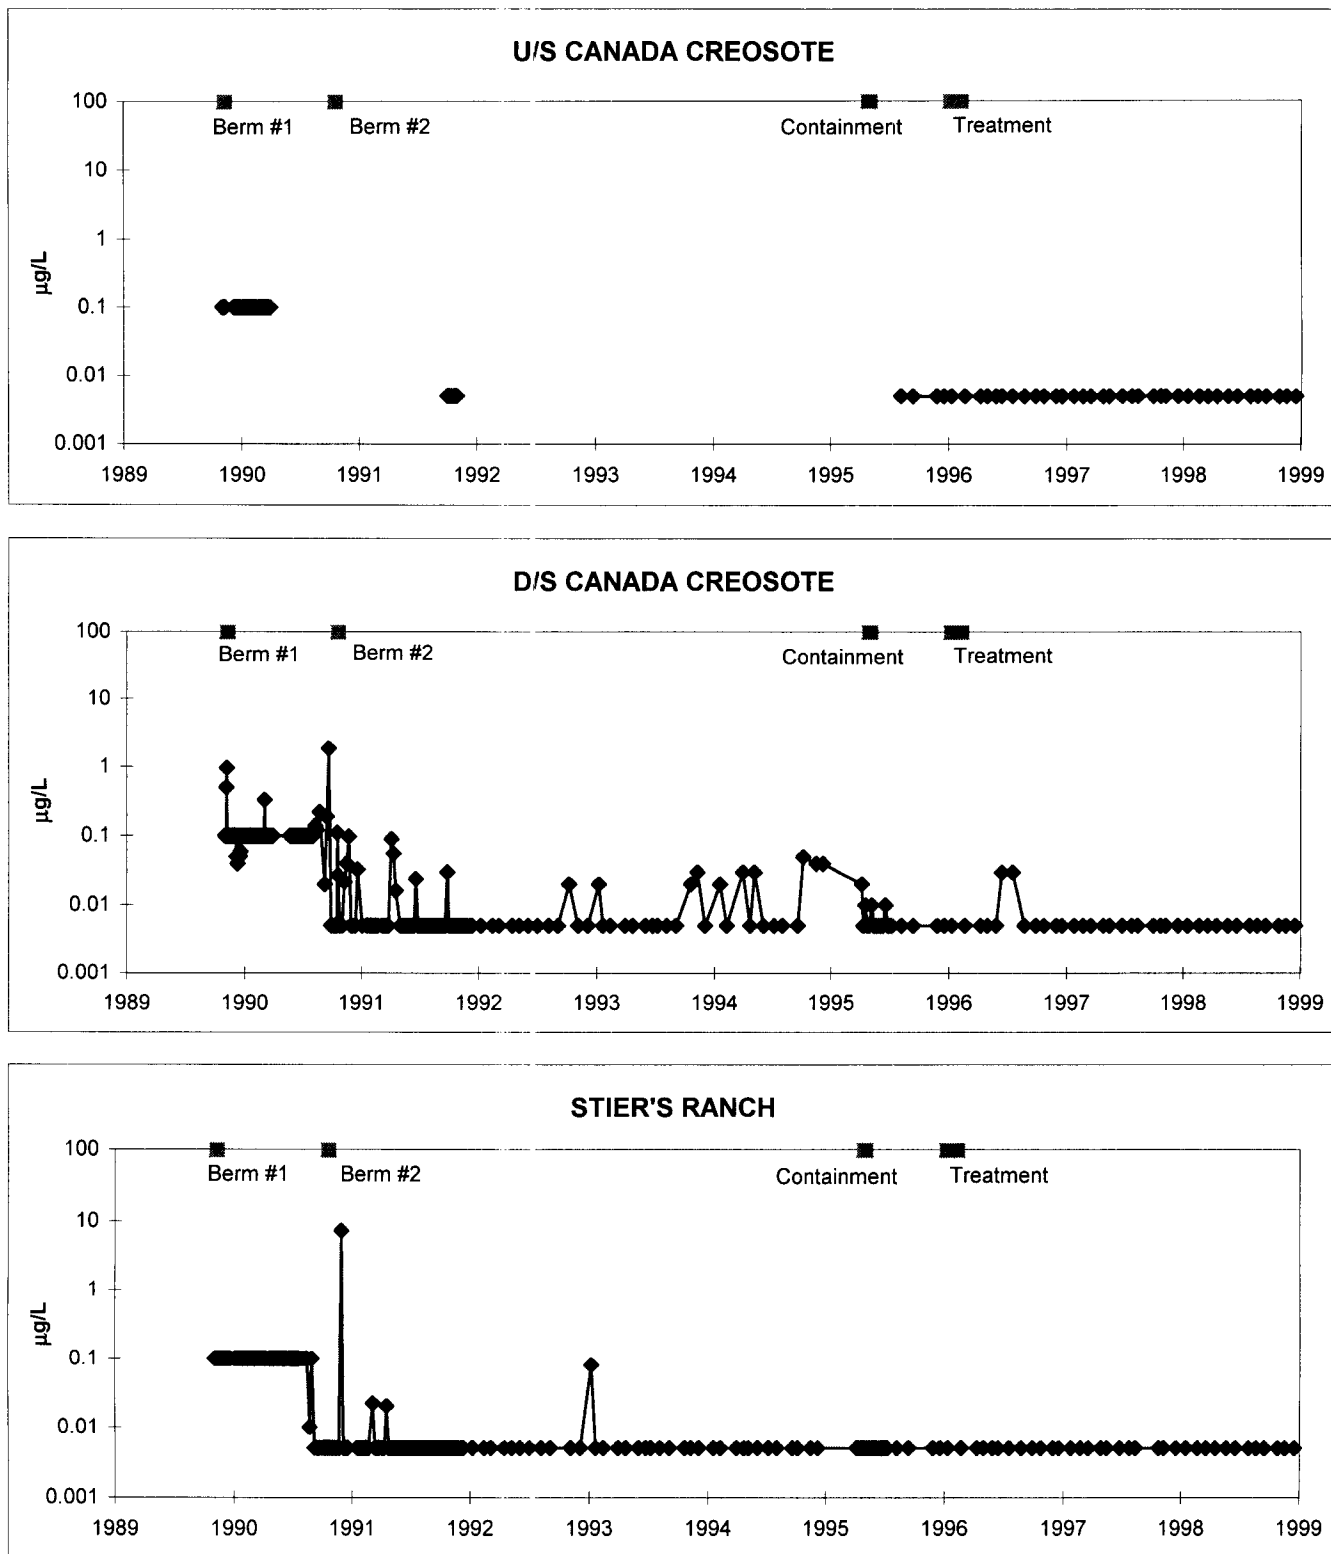 U/S CANADA CREOSOTE
100
Berm #1
Berm #2
Containment
Treatment
10
1
µg/L
0.1
0.01
0.001
1989 1990 1991 1992 1993 1994 1995 1996 1997 1998 1999
D/S CANADA CREOSOTE
100
Berm #1
Berm #2
Containment
Treatment
10
1
µg/L
0.1
0.01
0.001
1989 1990 1991 1992 1993 1994 1995 1996 1997 1998 1999
STIER'S RANCH
100
Berm #1
Berm #2
Containment
Treatment
10
1
µg/L
0.1
0.01
0.001
1989 1990 1991 1992 1993 1994 1995 1996 1997 1998 1999